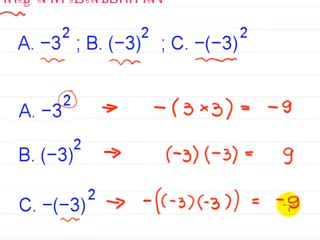 A. −3² ; B. (−3)² ; C. −(−3)²
A. −3² → −(3×3) = −9
B. (−3)² → (−3)(−3) = 9
C. −(−3)² → −((−3)(−3)) = −9